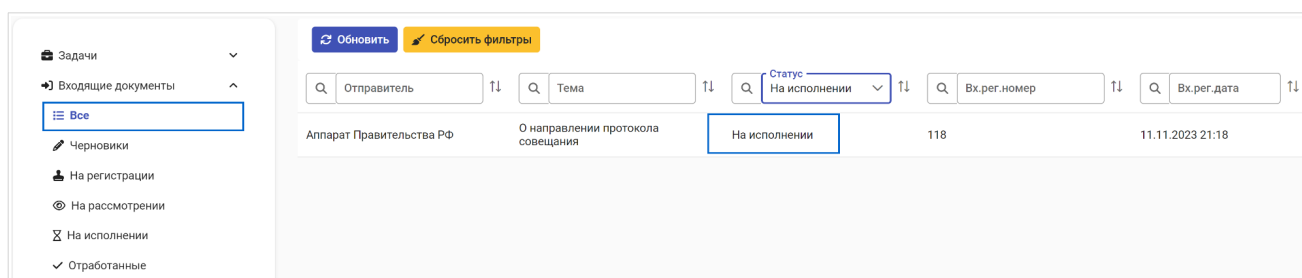 Задачи
Входящие документы
Все
Черновики
На регистрации
На рассмотрении
На исполнении
Отработанные
Обновить Сбросить фильтры
Отправитель Тема Статус На исполнении Вх.рег.номер Вх.рег.дата
Аппарат Правительства РФ О направлении протокола совещания На исполнении 118 11.11.2023 21:18